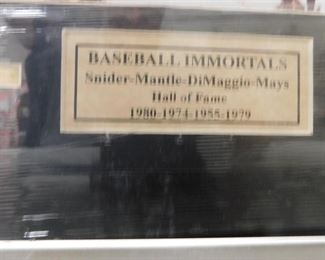 BASEBALL IMMORTALS
Snider-Mantle-DiMaggio-Mays
Hall of Fame
1980-1974-1955-1979